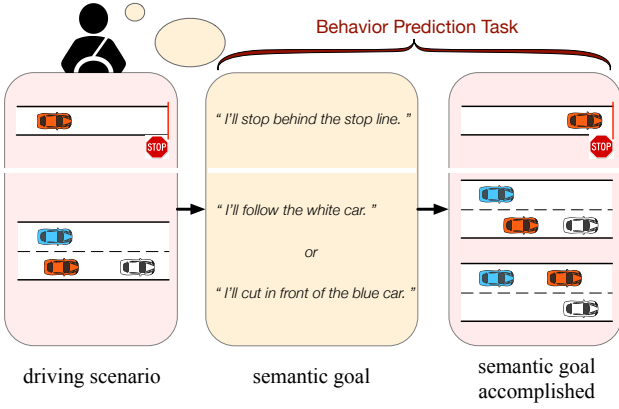 Behavior Prediction Task
STOP
“ I'll stop behind the stop line. ”
STOP
“ I'll follow the white car. ”
or
“ I'll cut in front of the blue car. ”
driving scenario
semantic goal
semantic goal
accomplished